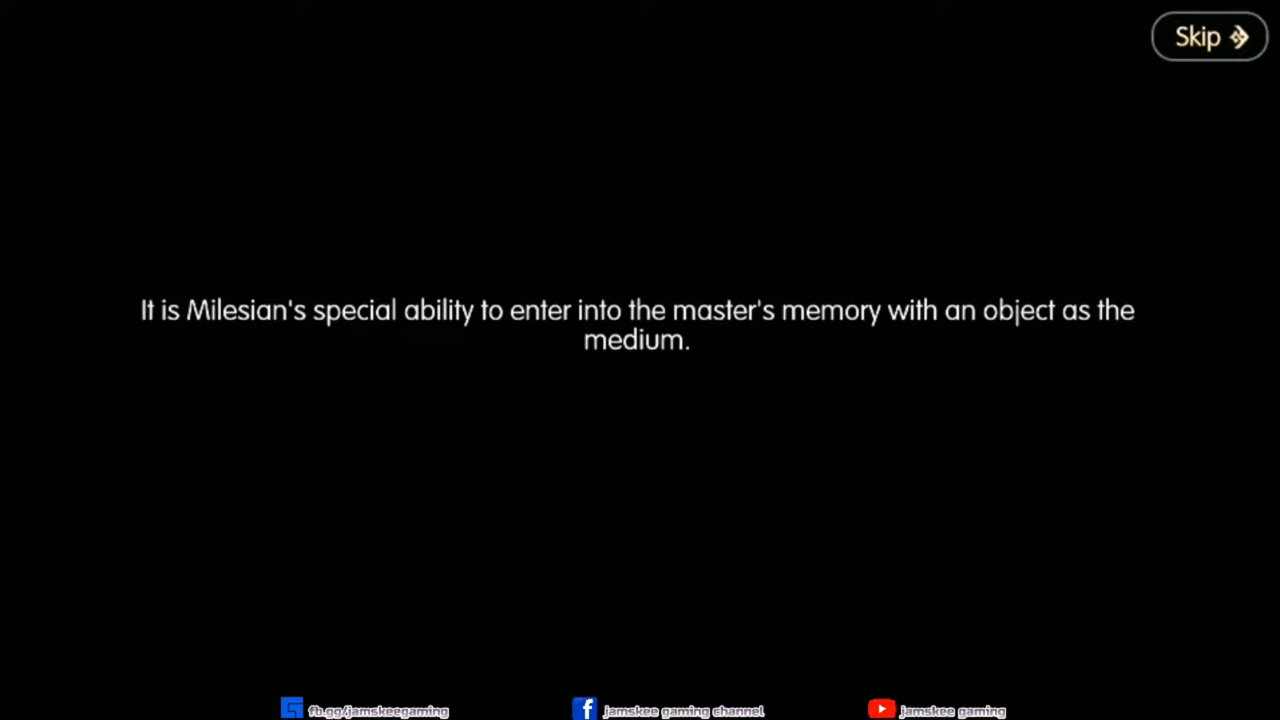 Skip
It is Milesian's special ability to enter into the master's memory with an object as the
medium.
fb.gg/jamskeegaming
jamskee gaming channel
jamskee gaming